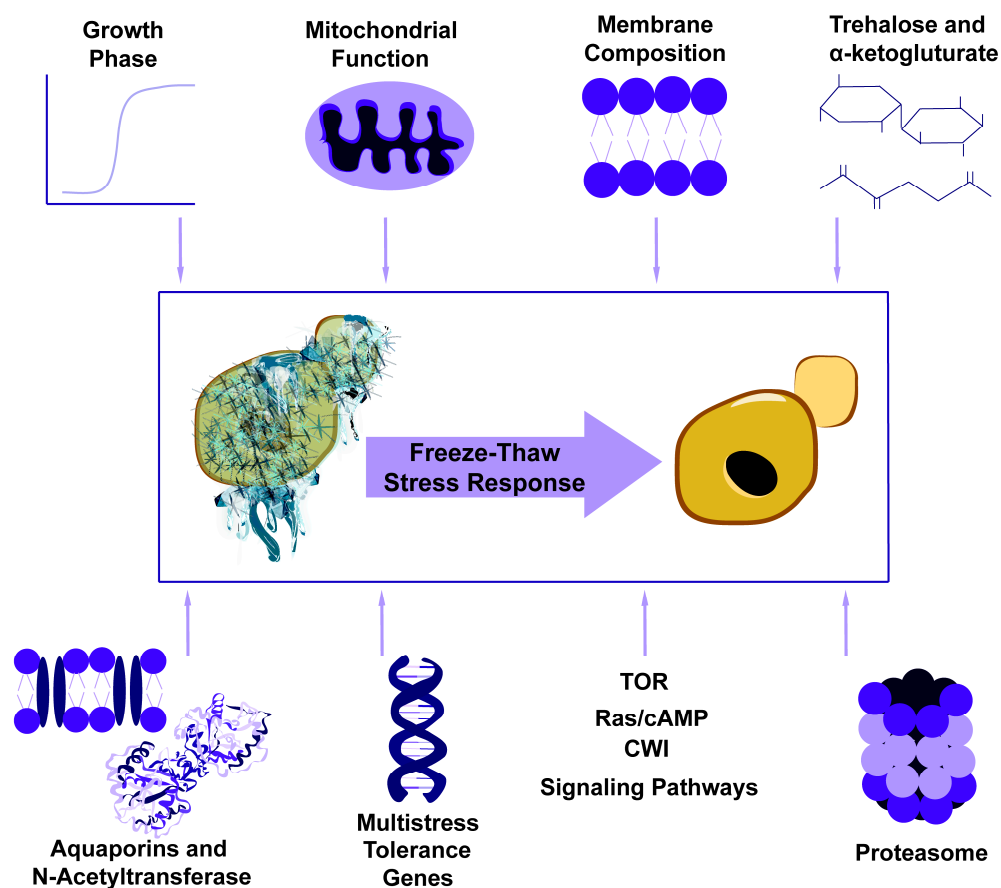 Growth
Phase
Mitochondrial
Function
Membrane
Composition
Trehalose and
α-ketogluturate
Freeze-Thaw
Stress Response
Aquaporins and
N-Acetyltransferase
Multistress
Tolerance
Genes
TOR
Ras/cAMP
CWI
Signaling Pathways
Proteasome